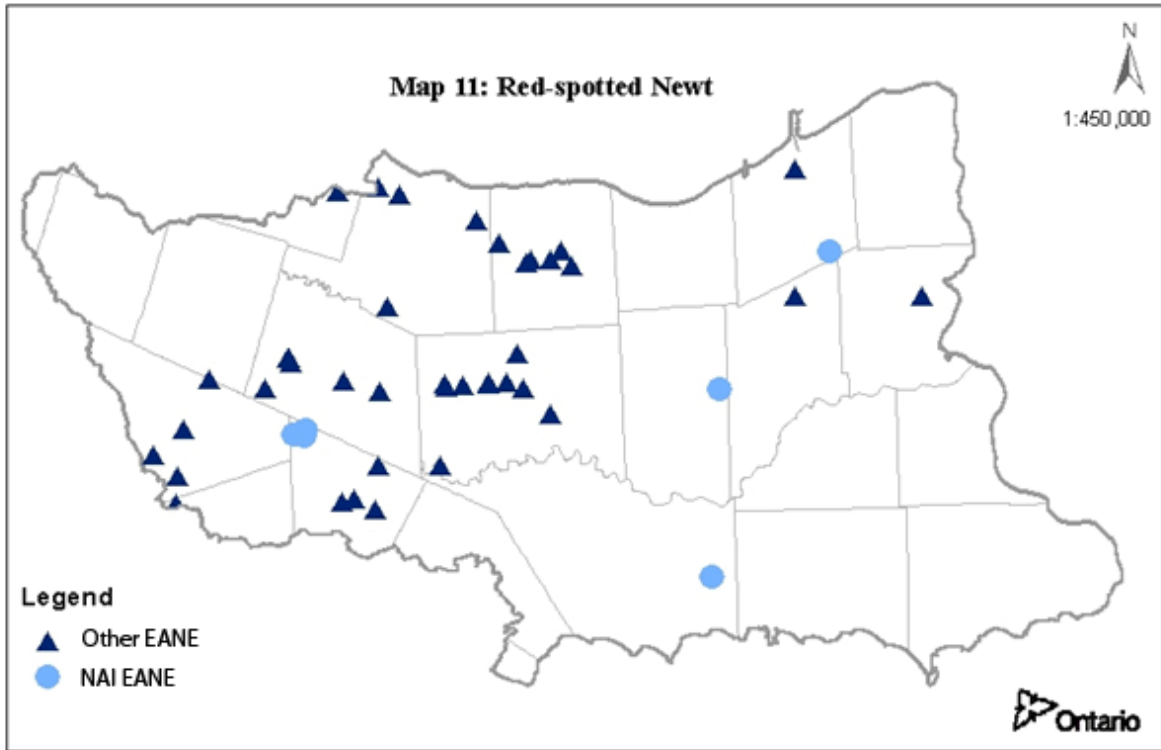 N
Map 11: Red-spotted Newt
1:450,000
Legend
Other EANE
NAI EANE
Ontario